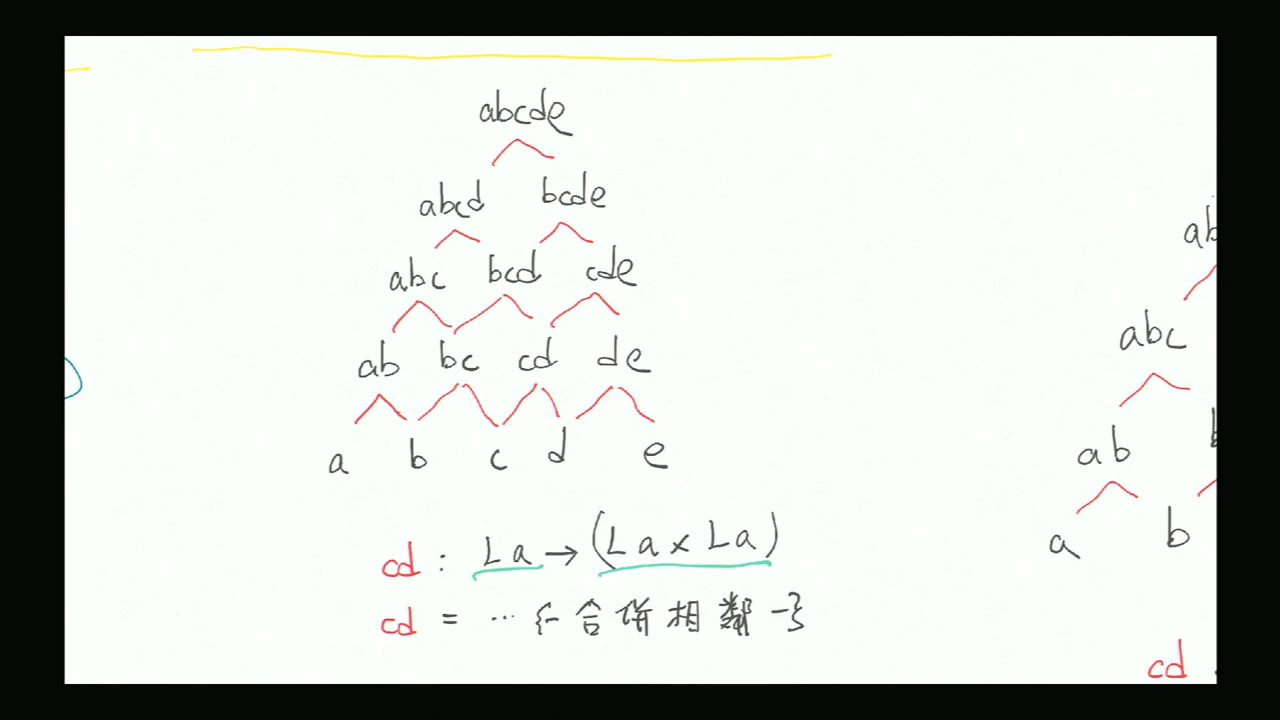 abcde
abcd bcde
abc bcd cde
ab bc cd de
a b c d e
cd : La → (La × La)
cd = … {- 合併相鄰 -}
ab
abc
ab
a b
cd